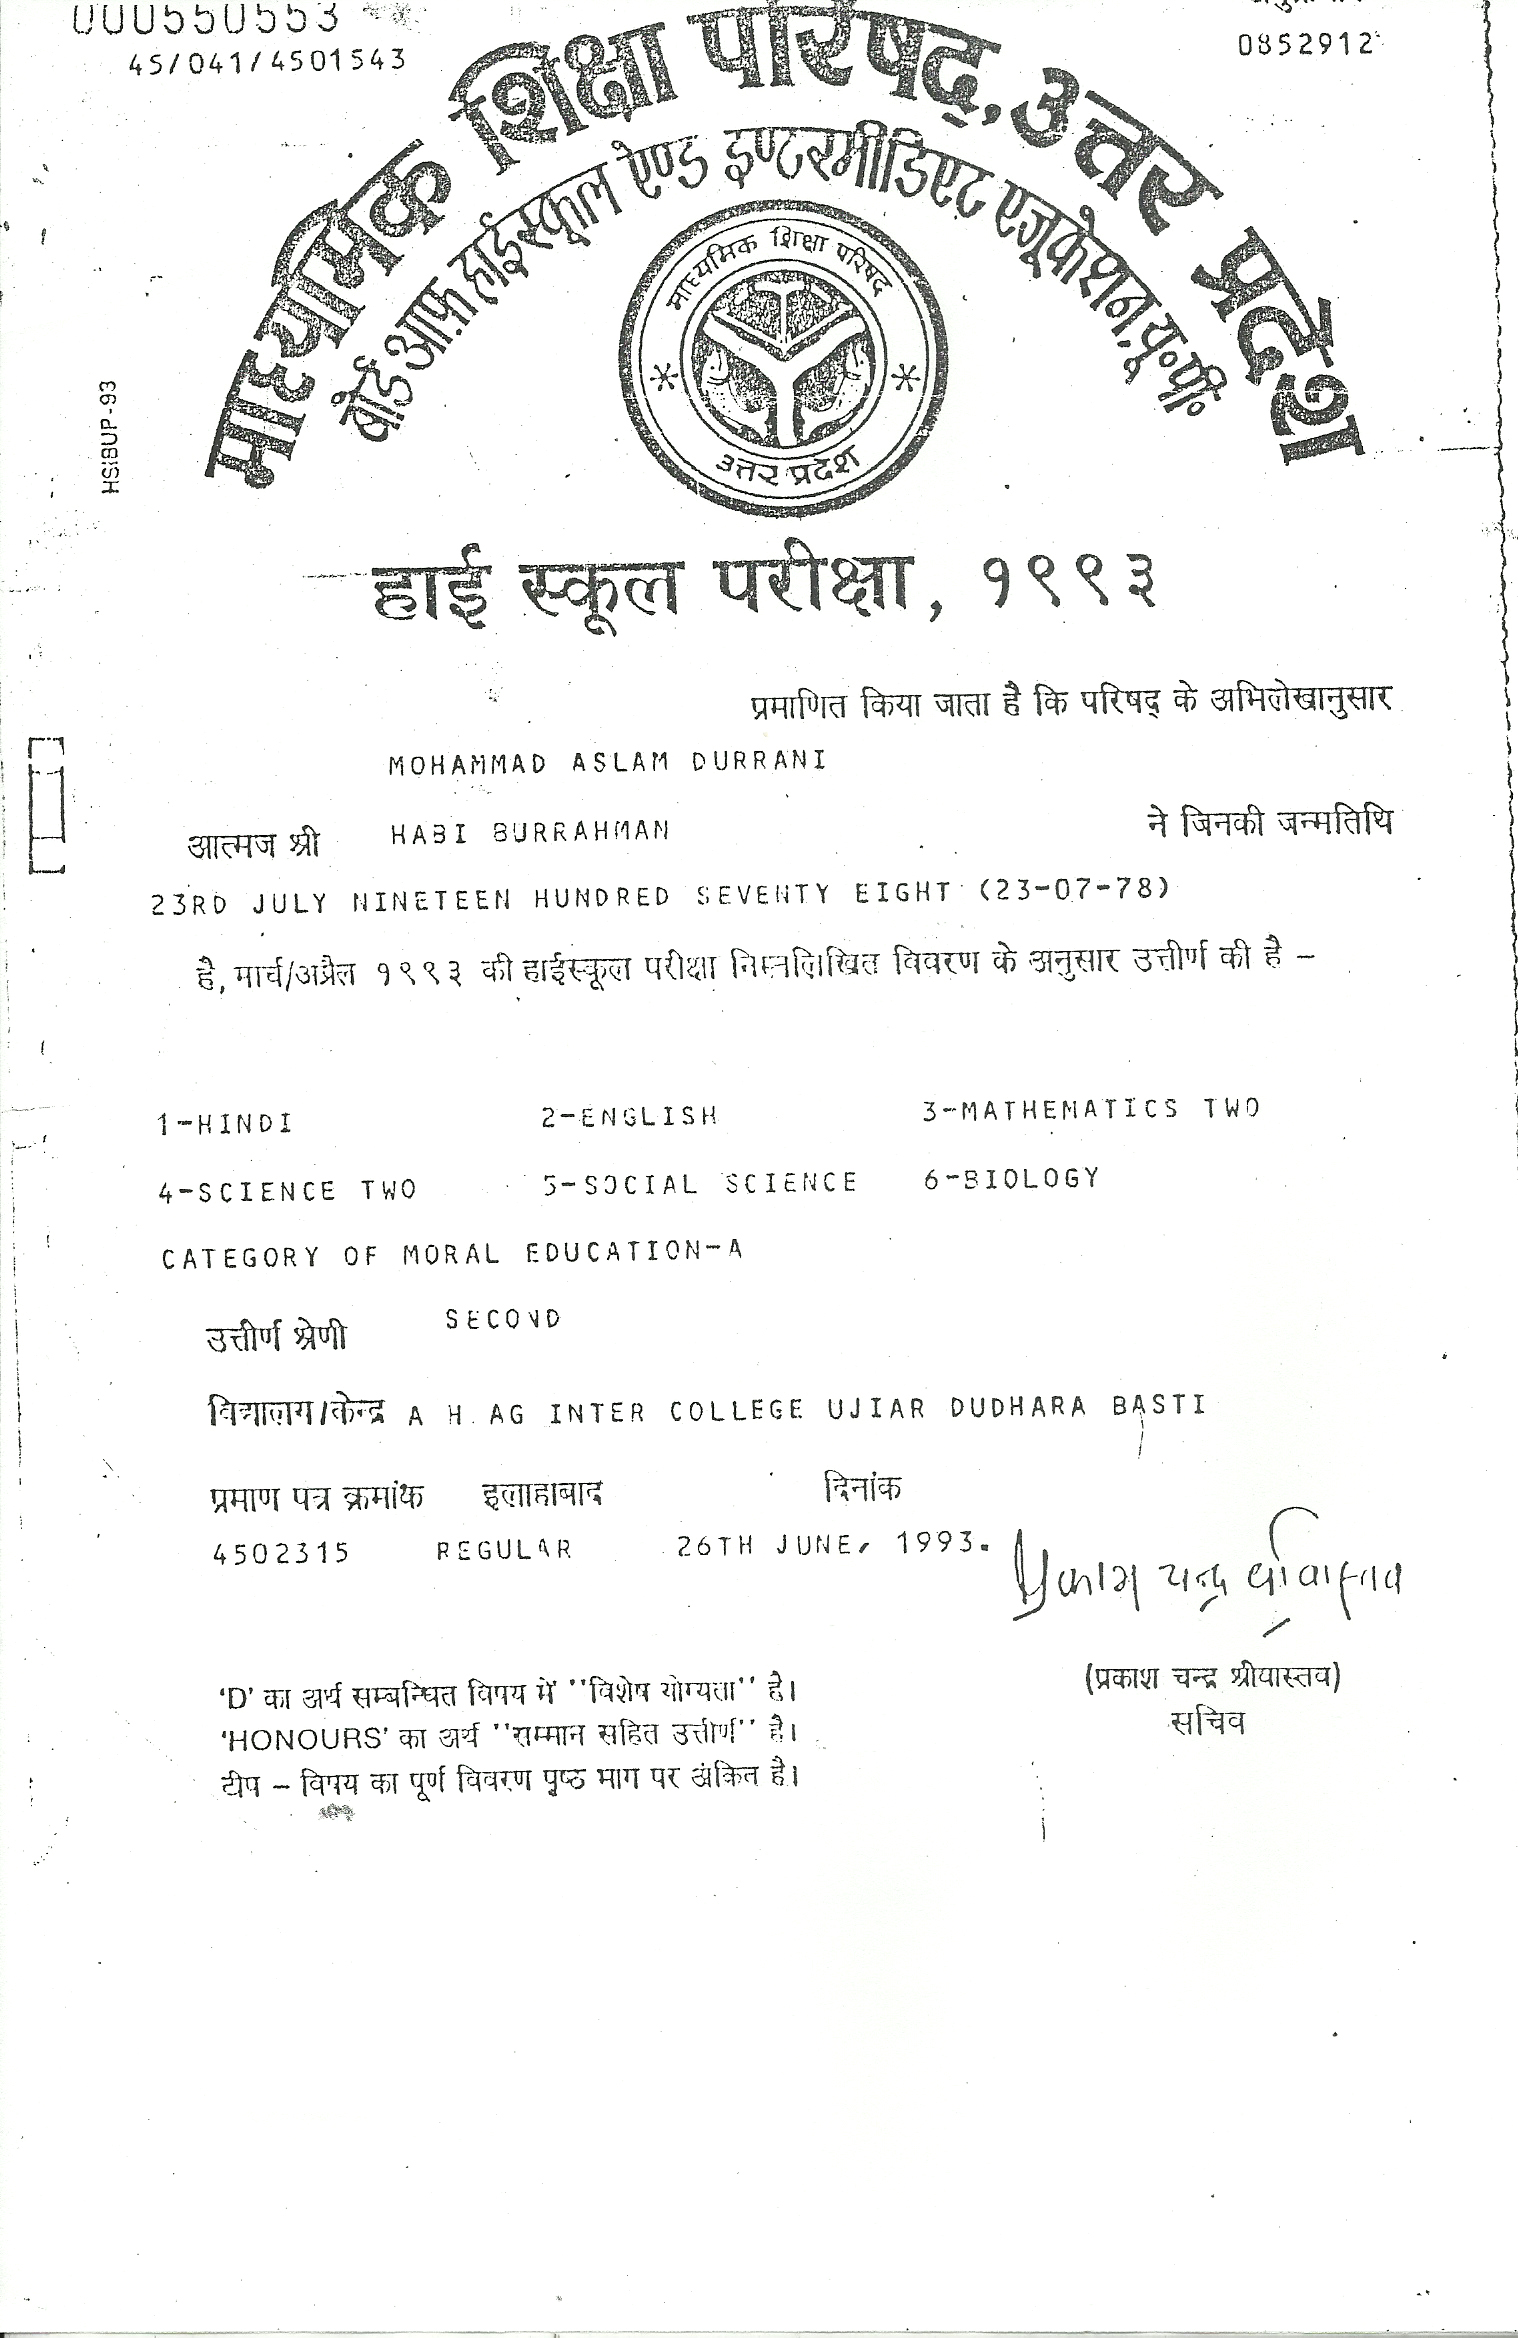 000550553
45/041/4501543
0852912
माध्यमिक शिक्षा परिषद्, उत्तर प्रदेश
बोर्ड आफ़ हाईस्कूल ऐण्ड इण्टरमीडिएट एजूकेशन, यू॰पी॰
माध्यमिक शिक्षा परिषद
उत्तर प्रदेश
HSIBUP-93
हाई स्कूल परीक्षा, १९९३
प्रमाणित किया जाता है कि परिषद् के अभिलेखानुसार
MOHAMMAD ASLAM DURRANI
आत्मज श्री HABI BURRAHMAN ने जिनकी जन्मतिथि
23RD JULY NINETEEN HUNDRED SEVENTY EIGHT (23-07-78)
है, मार्च/अप्रैल १९९३ की हाईस्कूल परीक्षा निम्नलिखित विवरण के अनुसार उत्तीर्ण की है –
1-HINDI 2-ENGLISH 3-MATHEMATICS TWO
4-SCIENCE TWO 5-SOCIAL SCIENCE 6-BIOLOGY
CATEGORY OF MORAL EDUCATION-A
उत्तीर्ण श्रेणी SECOND
विद्यालय/केन्द्र A H AG INTER COLLEGE UJIAR DUDHARA BASTI
प्रमाण पत्र क्रमांक इलाहाबाद दिनांक
4502315 REGULAR 26TH JUNE, 1993.
प्रकाश चन्द्र श्रीवास्तव
(प्रकाश चन्द्र श्रीवास्तव)
सचिव
'D' का अर्थ सम्बन्धित विषय में ''विशेष योग्यता'' है।
'HONOURS' का अर्थ ''सम्मान सहित उत्तीर्ण'' है।
टीप – विषय का पूर्ण विवरण पृष्ठ भाग पर अंकित है।